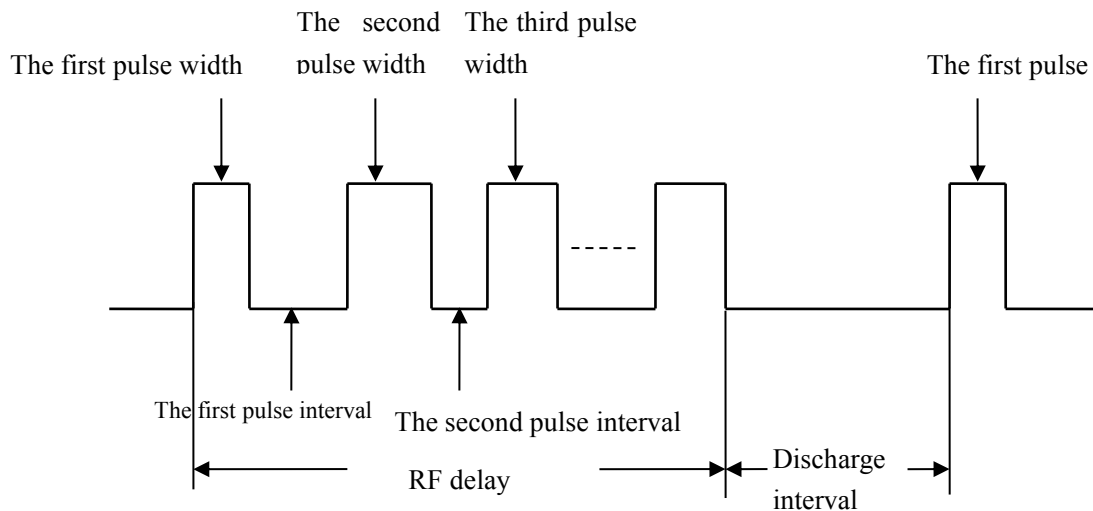 The second
pulse width
The third pulse
width
The first pulse width
The first pulse
The first pulse interval
The second pulse interval
RF delay
Discharge
interval